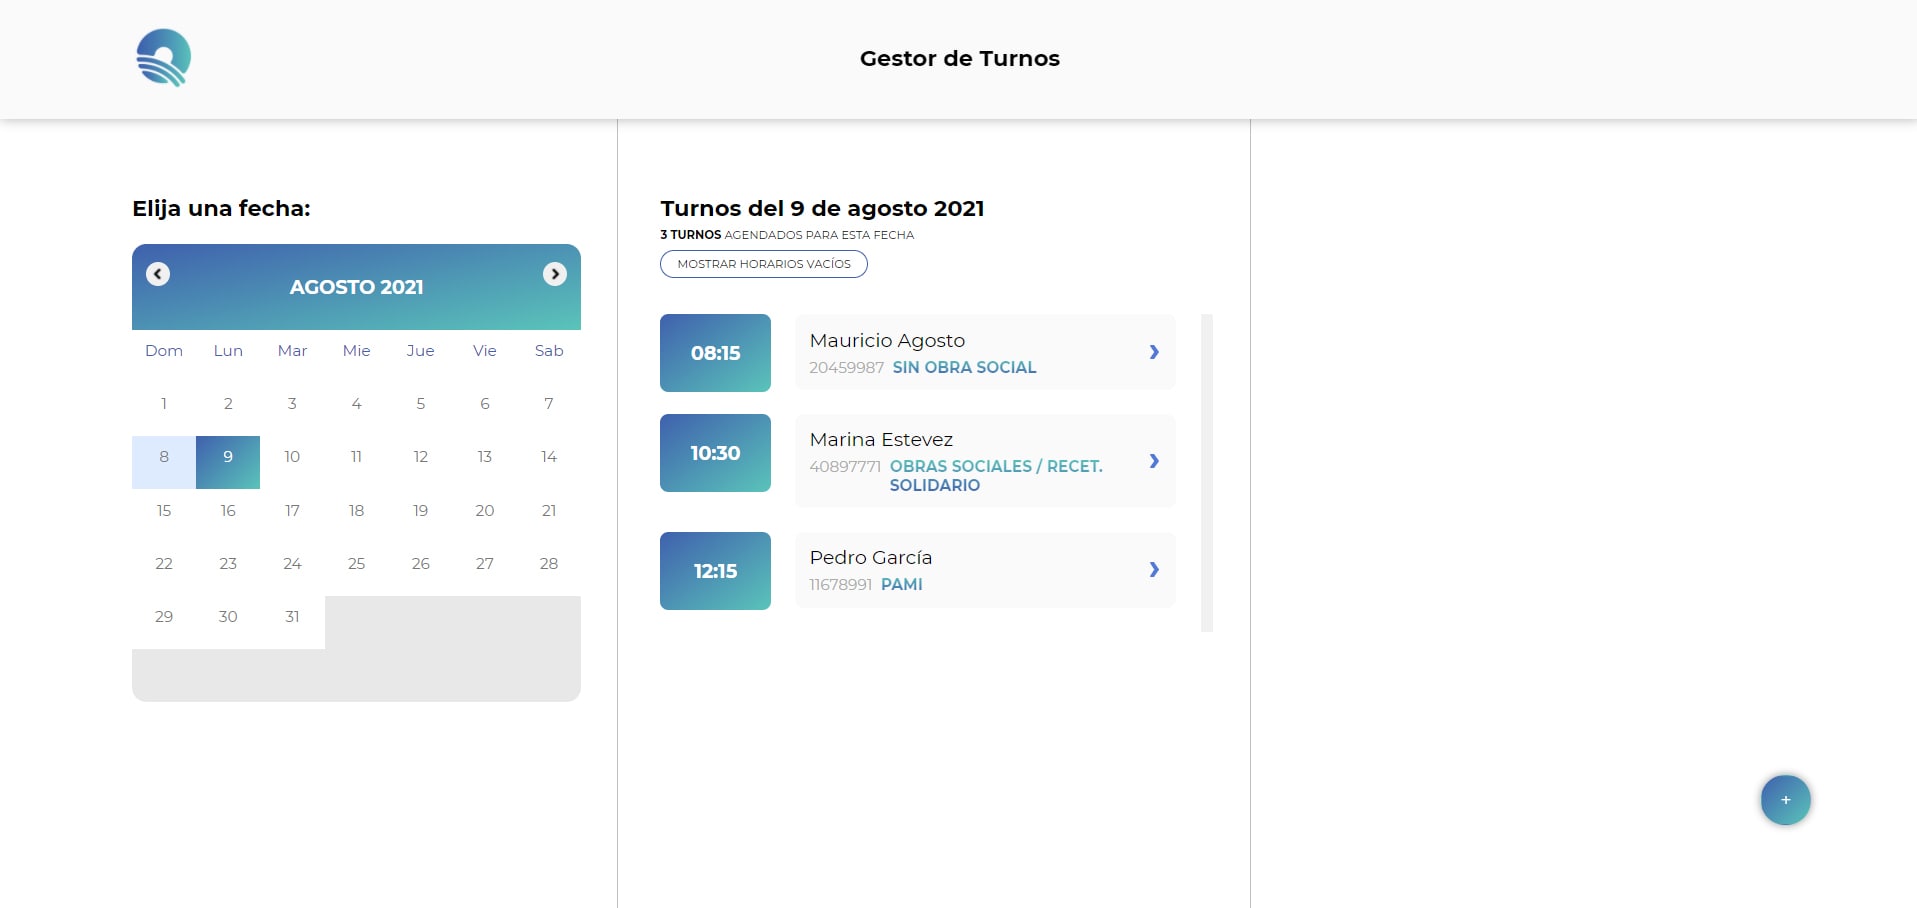 Gestor de Turnos
Elija una fecha:
AGOSTO 2021
Dom Lun Mar Mie Jue Vie Sab
1 2 3 4 5 6 7
8 9 10 11 12 13 14
15 16 17 18 19 20 21
22 23 24 25 26 27 28
29 30 31
Turnos del 9 de agosto 2021
3 TURNOS AGENDADOS PARA ESTA FECHA
MOSTRAR HORARIOS VACÍOS
08:15
Mauricio Agosto
20459987 SIN OBRA SOCIAL
10:30
Marina Estevez
40897771 OBRAS SOCIALES / RECET.
SOLIDARIO
12:15
Pedro García
11678991 PAMI
+